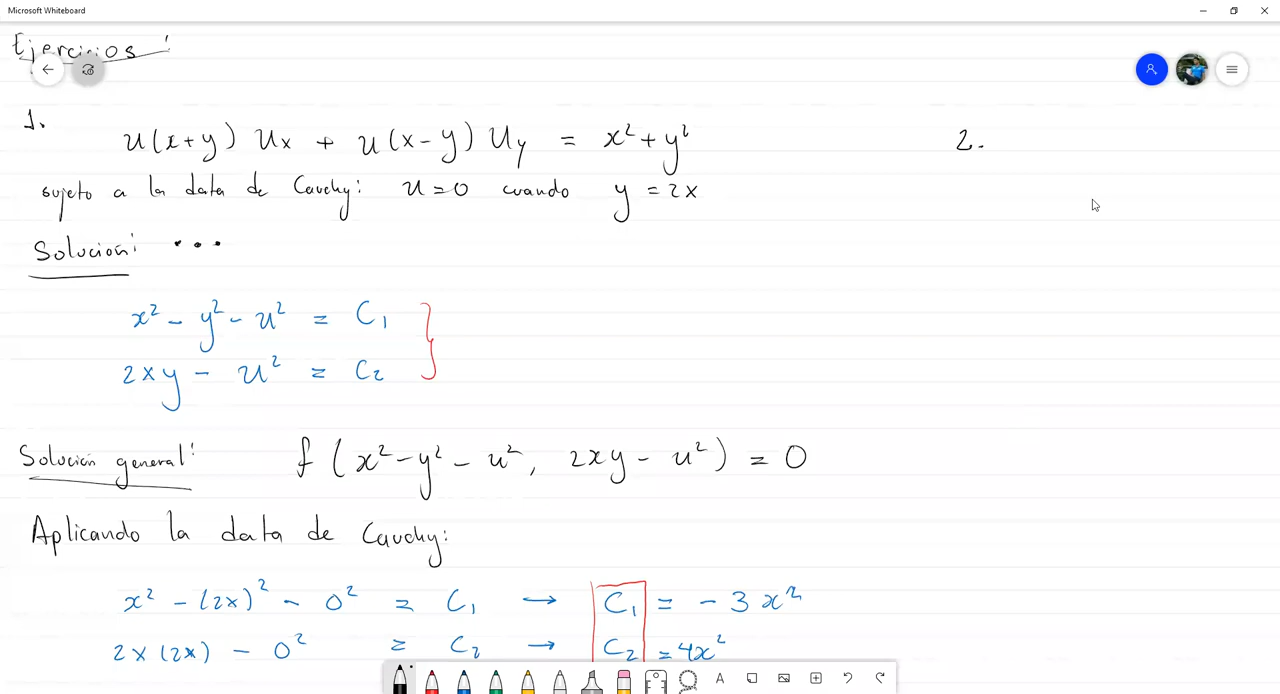 Microsoft Whiteboard
Ejercicios:
1.
u(x+y) Ux + u(x-y) Uy = x² + y²
2.
sujeto a la data de Cauchy: u=0 cuando y = 2x
Solución: ...
x² - y² - u² = C₁
2xy - u² = C₂
Solución general: f(x² - y² - u², 2xy - u²) = 0
Aplicando la data de Cauchy:
x² - (2x)² - 0² = C₁ → C₁ = -3x²
2x(2x) - 0² = C₂ → C₂ = 4x²
A